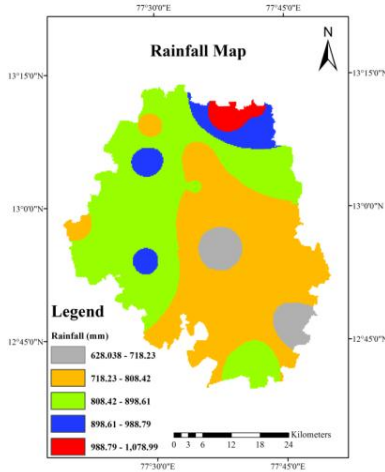 77°30'0"E 77°45'0"E
Rainfall Map
N
13°15'0"N 13°15'0"N
13°0'0"N 13°0'0"N
12°45'0"N 12°45'0"N
Legend
Rainfall (mm)
628.038 - 718.23
718.23 - 808.42
808.42 - 898.61
898.61 - 988.79
988.79 - 1,078.99
Kilometers
0 3 6 12 18 24
77°30'0"E 77°45'0"E